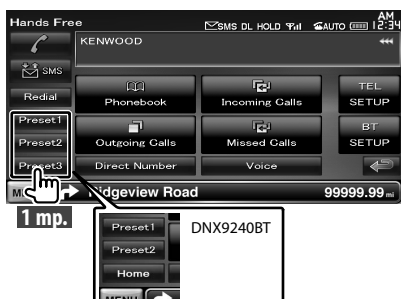 Hands Free SMS DL HOLD AUTO AM 12:34
KENWOOD
SMS
Redial
Phonebook Incoming Calls TEL SETUP
Preset1
Preset2 Outgoing Calls Missed Calls BT SETUP
Preset3 Direct Number Voice
Ridgeview Road 99999.99 mi
1 mp.
Preset1 DNX9240BT
Preset2
Home
MENU